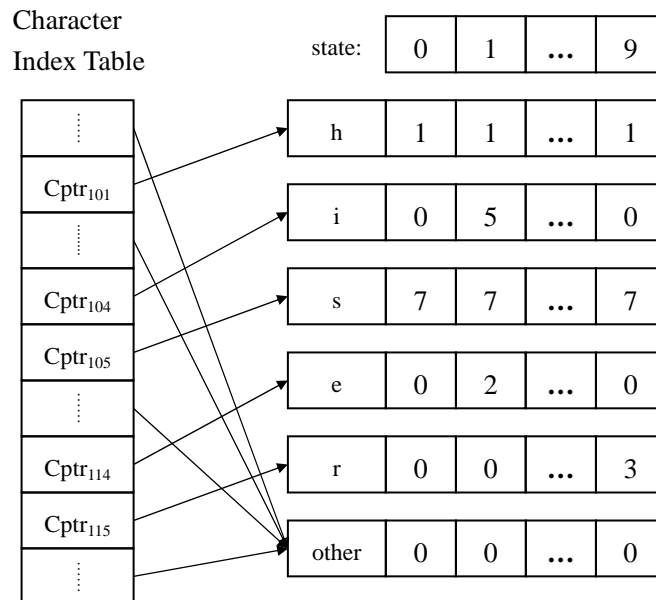 Character
Index Table
state: 0 1 ... 9
⋮
h 1 1 ... 1
Cptr101
⋮
i 0 5 ... 0
Cptr104
s 7 7 ... 7
Cptr105
e 0 2 ... 0
⋮
Cptr114
r 0 0 ... 3
Cptr115
other 0 0 ... 0
⋮